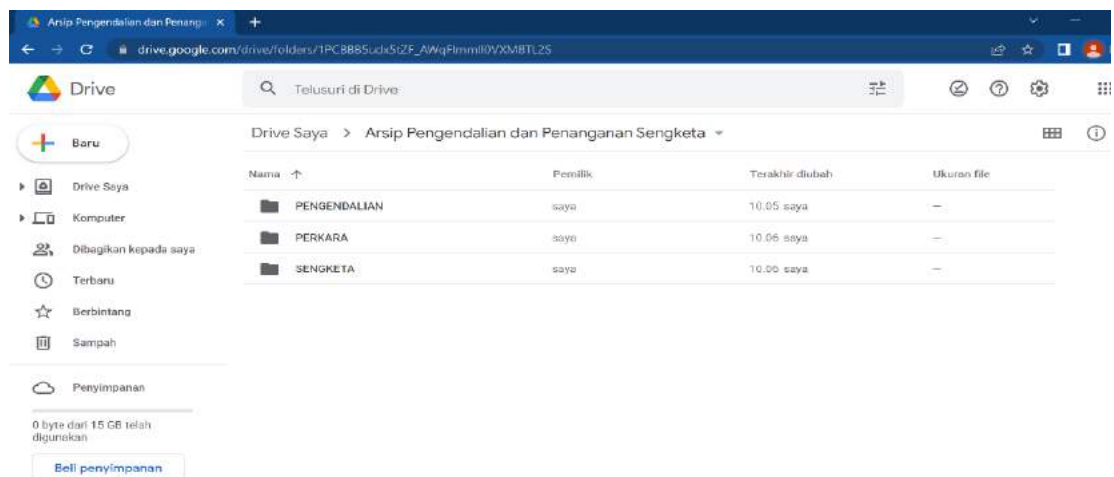 Arsip Pengendalian dan Penanga
drive.google.com/drive/folders/
Drive
Telusuri di Drive
Baru
Drive Saya > Arsip Pengendalian dan Penanganan Sengketa
Nama Pemilik Terakhir diubah Ukuran file
Drive Saya
PENGENDALIAN saya 10.05 saya —
Komputer
PERKARA saya 10.06 saya —
Dibagikan kepada saya
SENGKETA saya 10.06 saya —
Terbaru
Berbintang
Sampah
Penyimpanan
0 byte dari 15 GB telah
digunakan
Beli penyimpanan